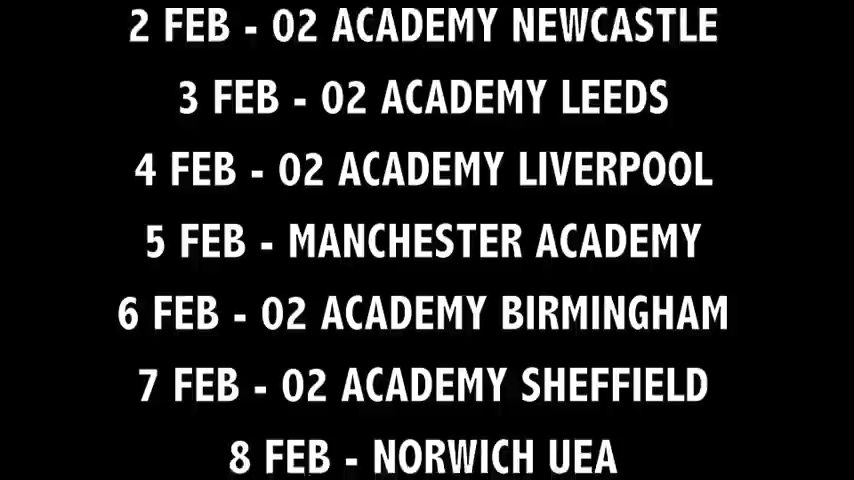 2 FEB - 02 ACADEMY NEWCASTLE
3 FEB - 02 ACADEMY LEEDS
4 FEB - 02 ACADEMY LIVERPOOL
5 FEB - MANCHESTER ACADEMY
6 FEB - 02 ACADEMY BIRMINGHAM
7 FEB - 02 ACADEMY SHEFFIELD
8 FEB - NORWICH UEA